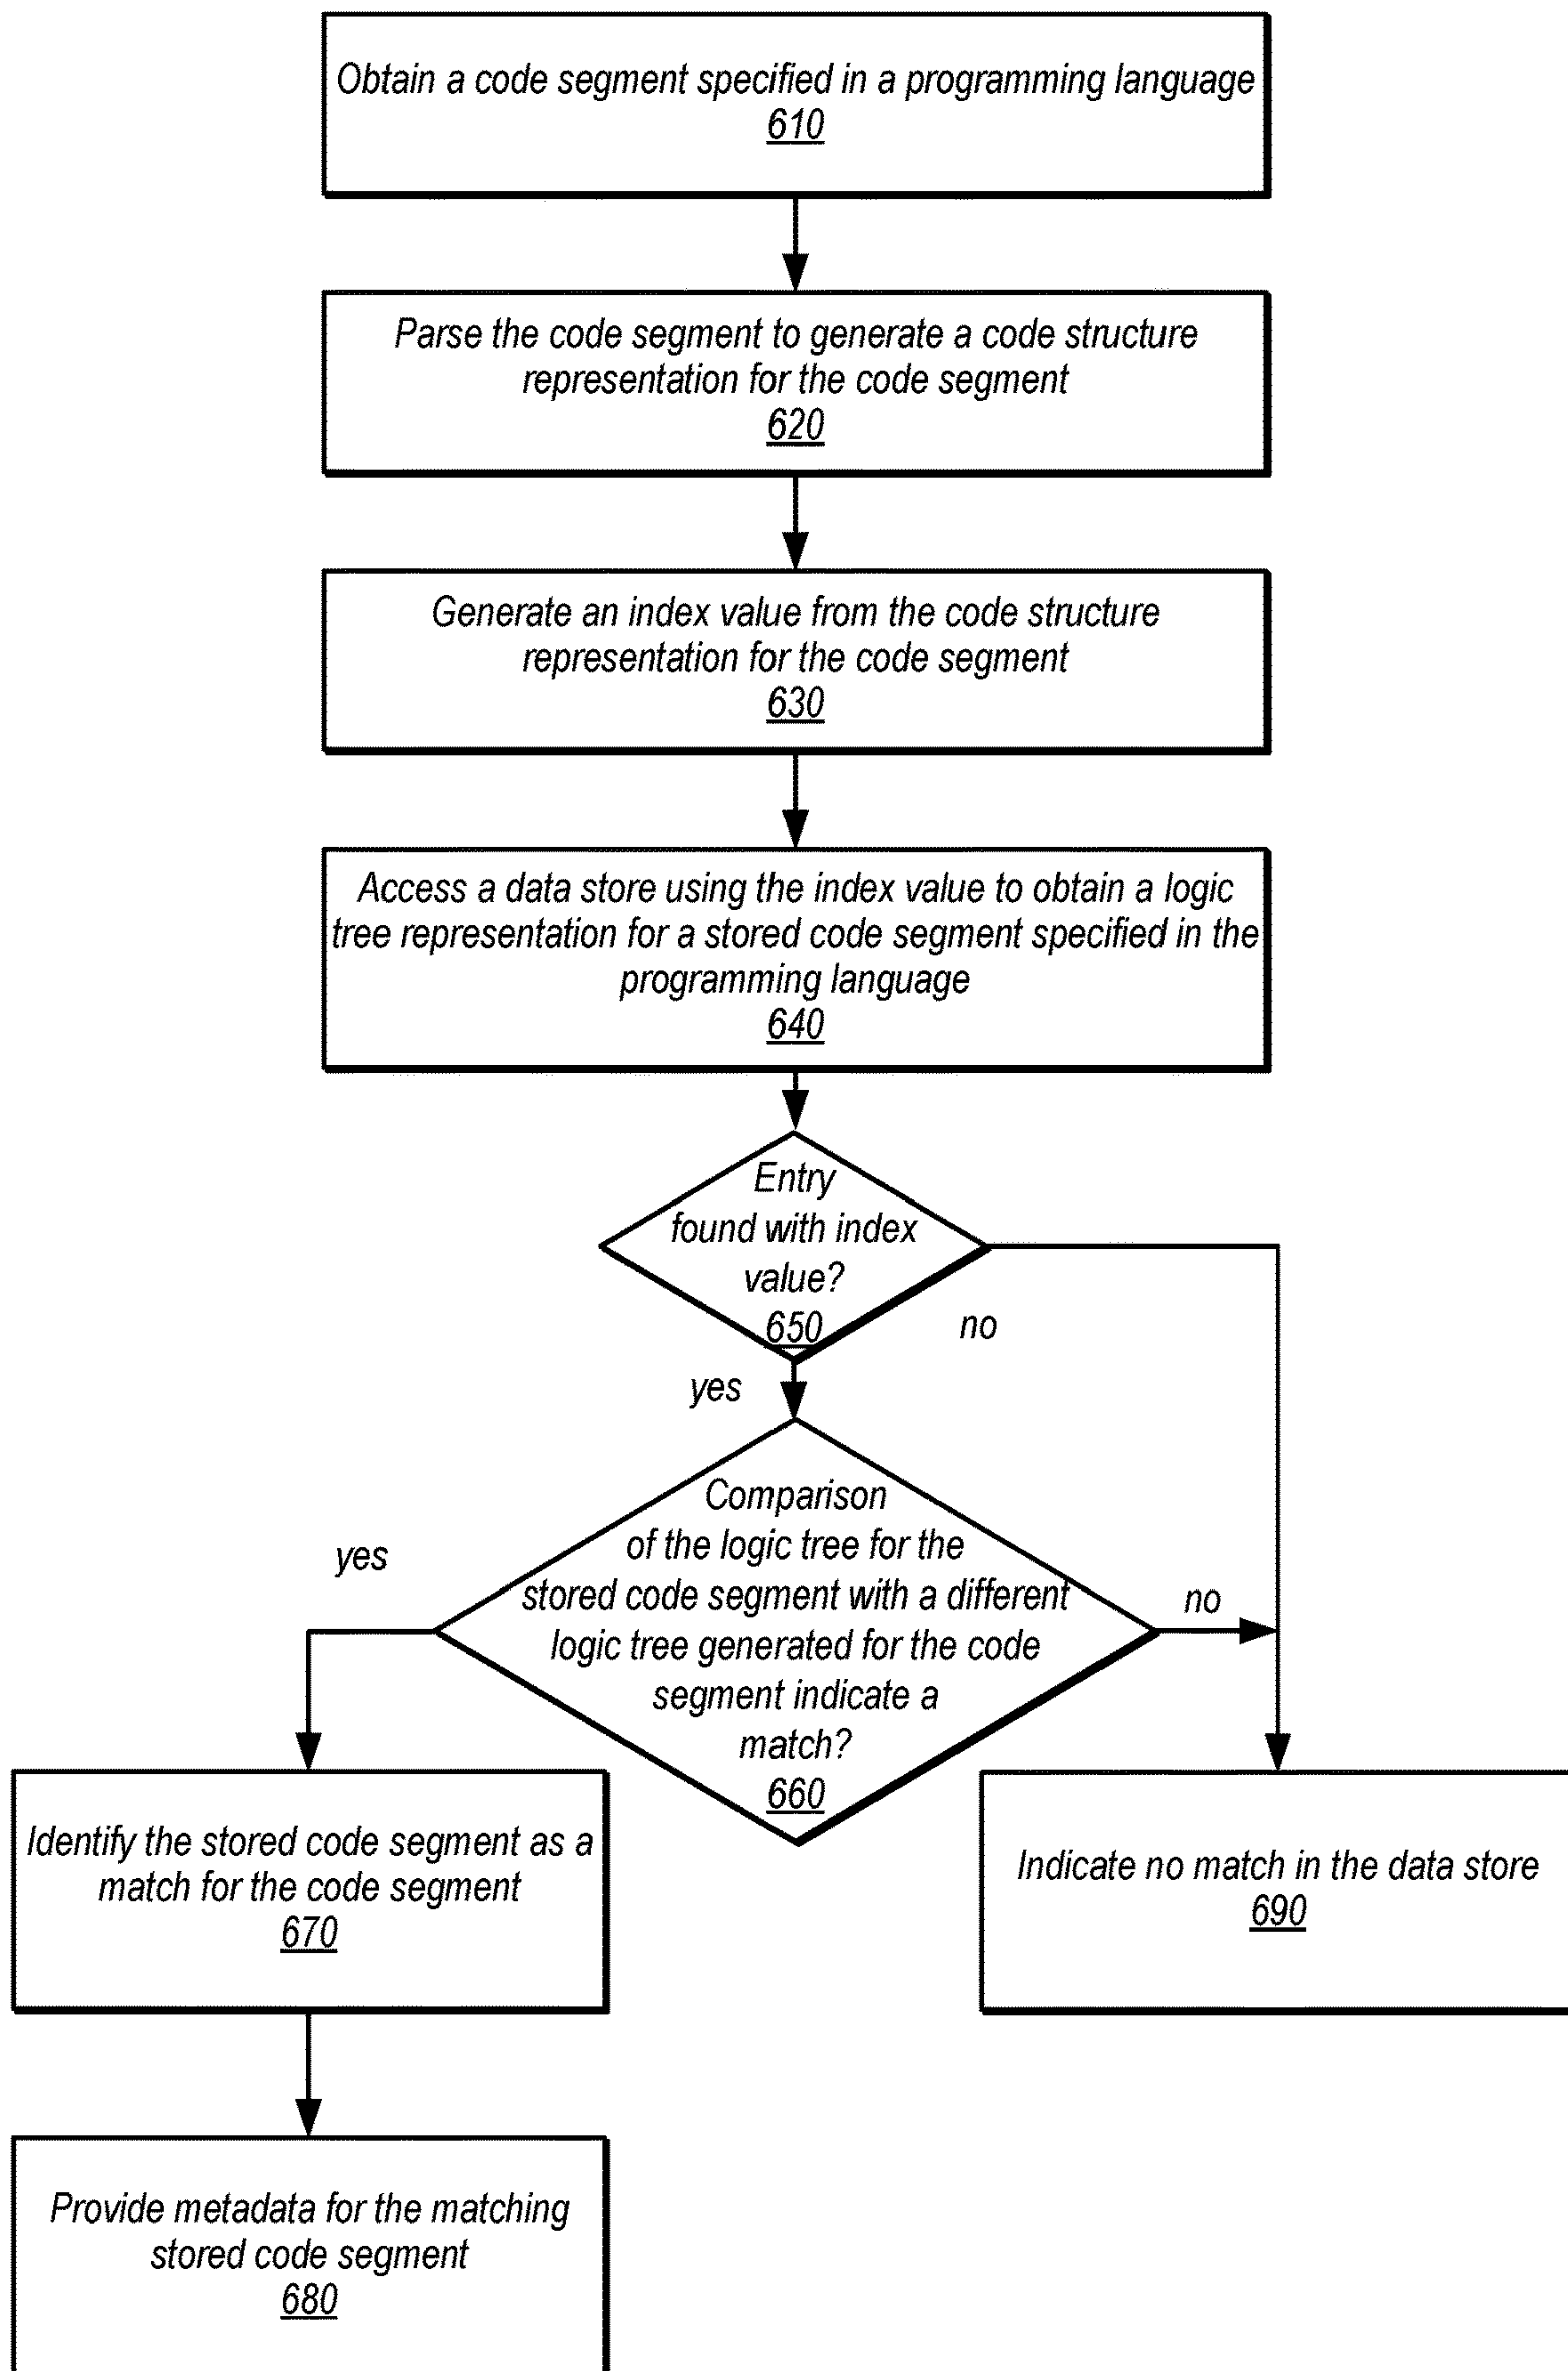 Obtain a code segment specified in a programming language
610
Parse the code segment to generate a code structure
representation for the code segment
620
Generate an index value from the code structure
representation for the code segment
630
Access a data store using the index value to obtain a logic
tree representation for a stored code segment specified in the
programming language
640
Entry
found with index
value?
650
no
yes
Comparison
of the logic tree for the
stored code segment with a different
logic tree generated for the code
segment indicate a
match?
660
yes
no
Identify the stored code segment as a
match for the code segment
670
Indicate no match in the data store
690
Provide metadata for the matching
stored code segment
680